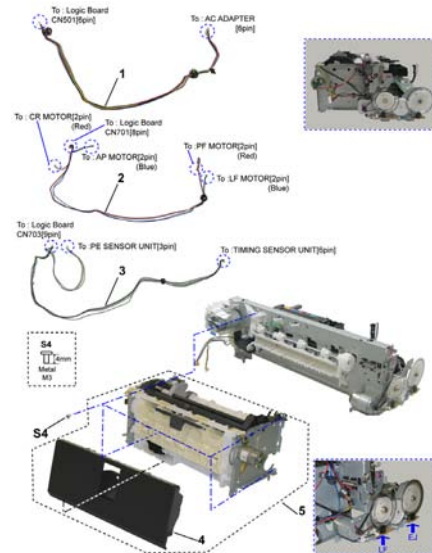 To : Logic Board
CN501[6pin]
To : AC ADAPTER
[6pin]
1
To : Logic Board
CN701[8pin]
To : CR MOTOR[2pin]
(Red)
To : AP MOTOR[2pin]
(Blue)
To :PF MOTOR[2pin]
(Red)
To :LF MOTOR[2pin]
(Blue)
2
To : Logic Board
CN703[9pin]
To :PE SENSOR UNIT[3pin]
To :TIMING SENSOR UNIT[6pin]
3
S4
4mm
Metal
M3
S4
4
5
LF
EJ